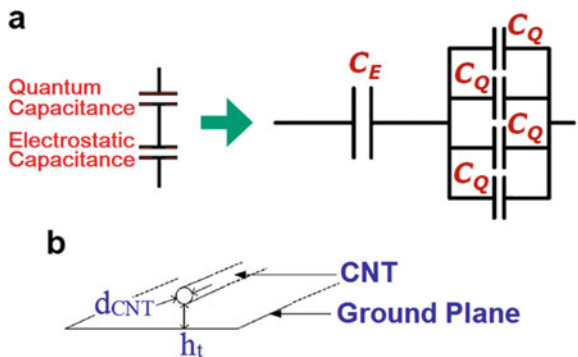 a
Quantum
Capacitance
Electrostatic
Capacitance
C_E
C_Q
C_Q
C_Q
C_Q
b
CNT
d_CNT
Ground Plane
h_t